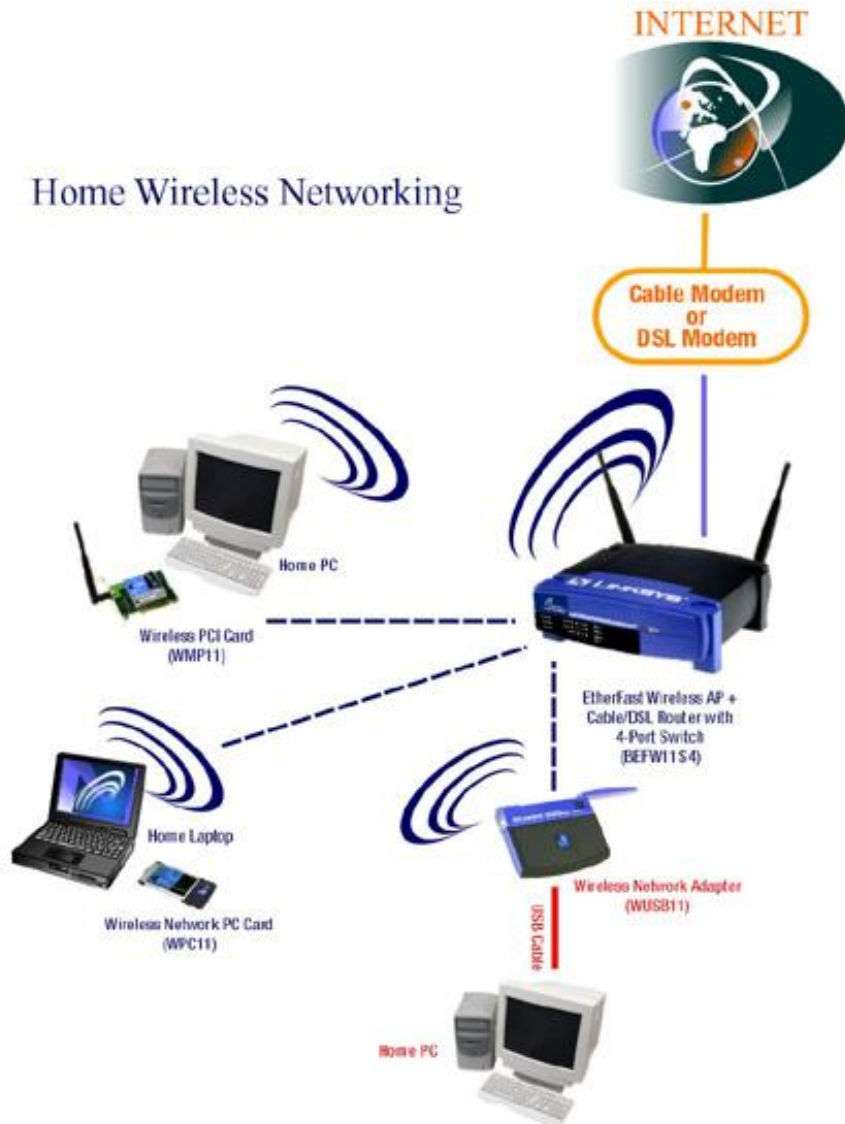 INTERNET
Home Wireless Networking
Cable Modem
or
DSL Modem
Home PC
Wireless PCI Card
(WMP11)
LINKSYS
EtherFast Wireless AP +
Cable/DSL Router with
4-Port Switch
(BEFW11S4)
Home Laptop
Wireless Network PC Card
(WPC11)
Wireless Network Adapter
(WUSB11)
USB Cable
Home PC